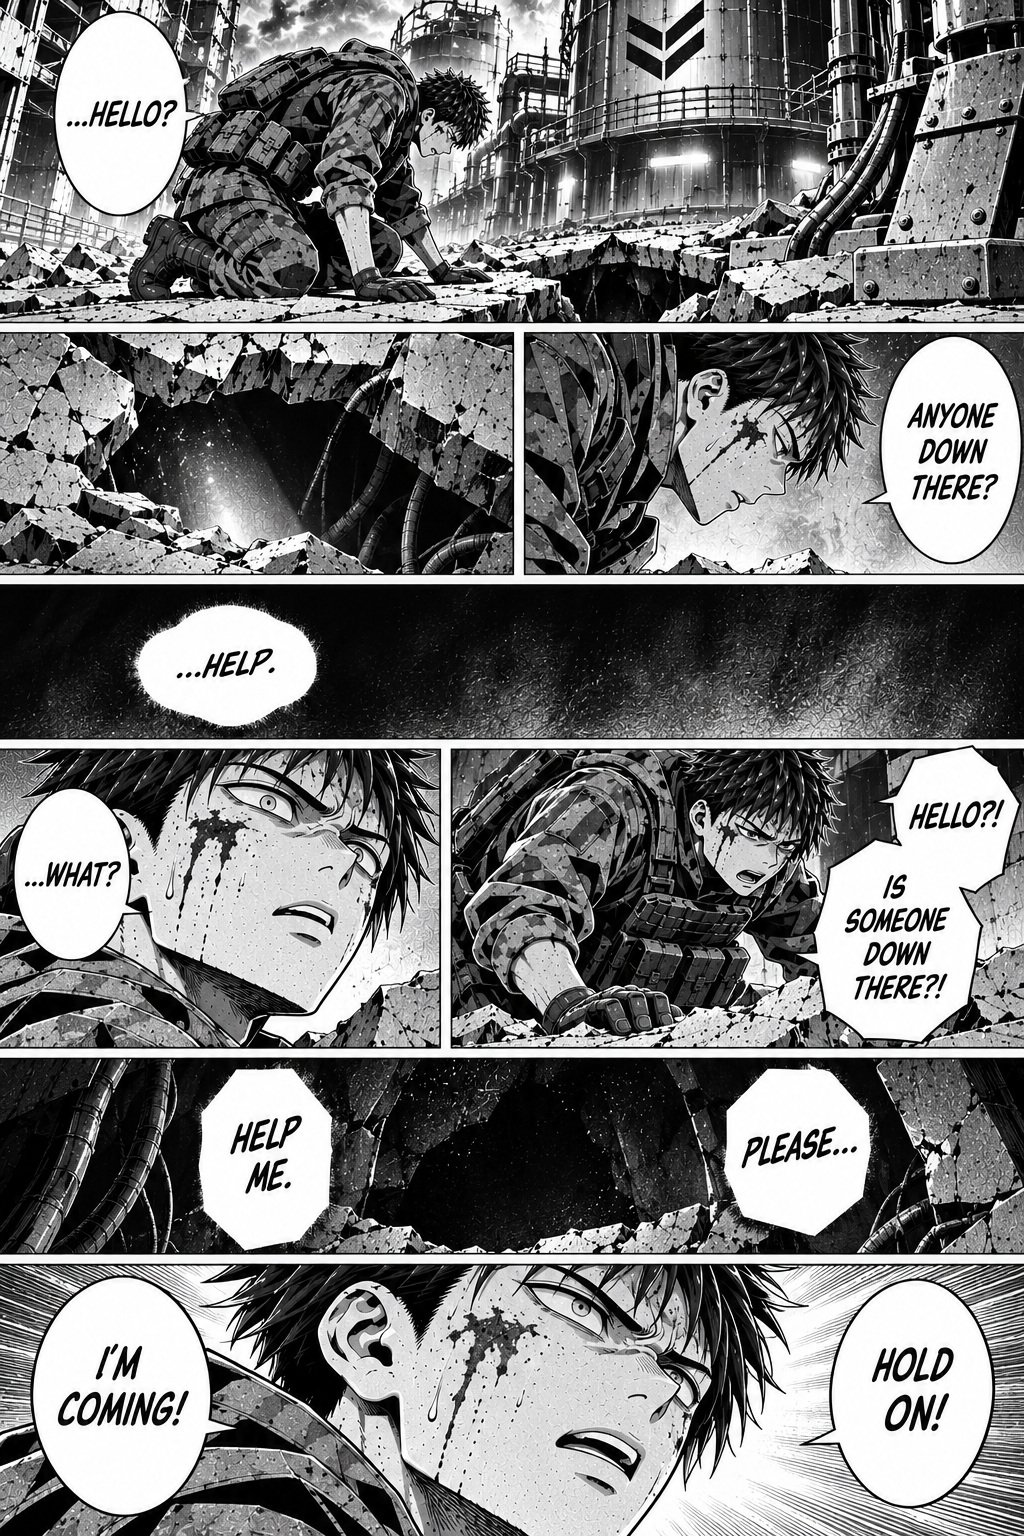 ...HELLO?
ANYONE
DOWN
THERE?
...HELP.
...WHAT?
HELLO?!
IS
SOMEONE
DOWN
THERE?!
HELP
ME.
PLEASE...
I'M
COMING!
HOLD
ON!